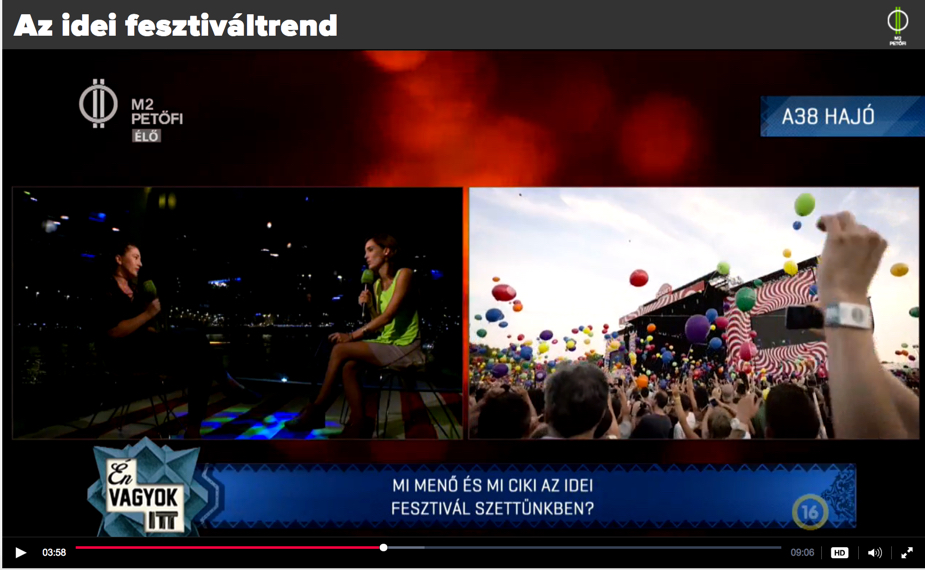 Az idei fesztiváltrend
M2
PETŐFI
M2
PETŐFI
ÉLŐ
A38 HAJÓ
Én
VAGYOK
ITT
MI MENŐ ÉS MI CIKI AZ IDEI
FESZTIVÁL SZETTÜNKBEN?
16
03:58
09:06
HD